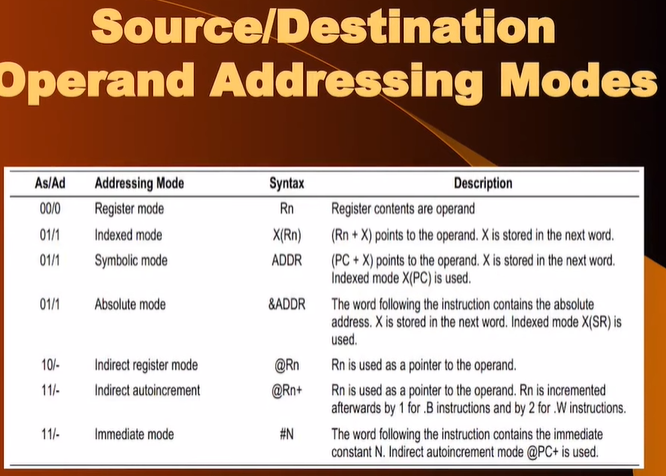 Source/Destination
Operand Addressing Modes
As/Ad Addressing Mode Syntax Description
00/0 Register mode Rn Register contents are operand
01/1 Indexed mode X(Rn) (Rn + X) points to the operand. X is stored in the next word.
01/1 Symbolic mode ADDR (PC + X) points to the operand. X is stored in the next word.
Indexed mode X(PC) is used.
01/1 Absolute mode &ADDR The word following the instruction contains the absolute
address. X is stored in the next word. Indexed mode X(SR) is
used.
10/- Indirect register mode @Rn Rn is used as a pointer to the operand.
11/- Indirect autoincrement @Rn+ Rn is used as a pointer to the operand. Rn is incremented
afterwards by 1 for .B instructions and by 2 for .W instructions.
11/- Immediate mode #N The word following the instruction contains the immediate
constant N. Indirect autoincrement mode @PC+ is used.